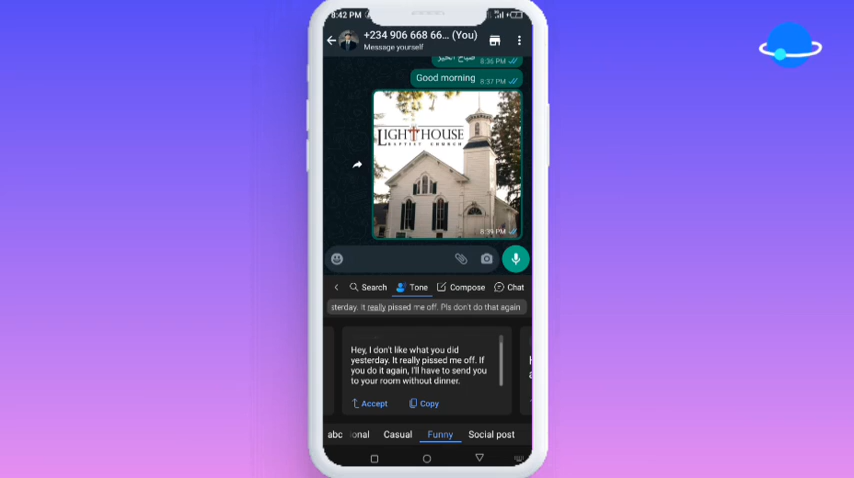 8:42 PM
+234 906 668 66... (You)
Message yourself
صباح الخير 8:36 PM
Good morning 8:37 PM
LIGHTHOUSE
BAPTIST CHURCH
8:39 PM
Search Tone Compose Chat
sterday. It really pissed me off. Pls don't do that again
Hey, I don't like what you did
yesterday. It really pissed me off. If
you do it again, I'll have to send you
to your room without dinner.
Accept Copy
abc ional Casual Funny Social post